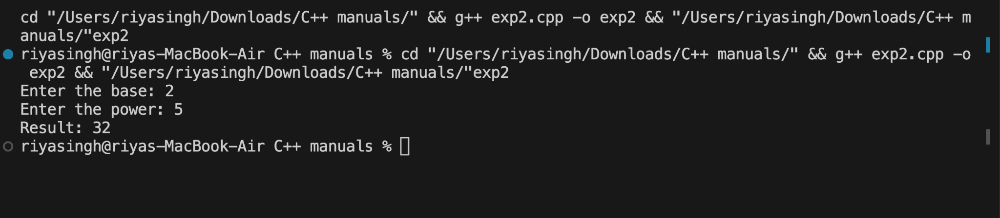 cd "/Users/riyasingh/Downloads/C++ manuals/" && g++ exp2.cpp -o exp2 && "/Users/riyasingh/Downloads/C++ m
anuals/"exp2
riyasingh@riyas-MacBook-Air C++ manuals % cd "/Users/riyasingh/Downloads/C++ manuals/" && g++ exp2.cpp -o
 exp2 && "/Users/riyasingh/Downloads/C++ manuals/"exp2
Enter the base: 2
Enter the power: 5
Result: 32
riyasingh@riyas-MacBook-Air C++ manuals %